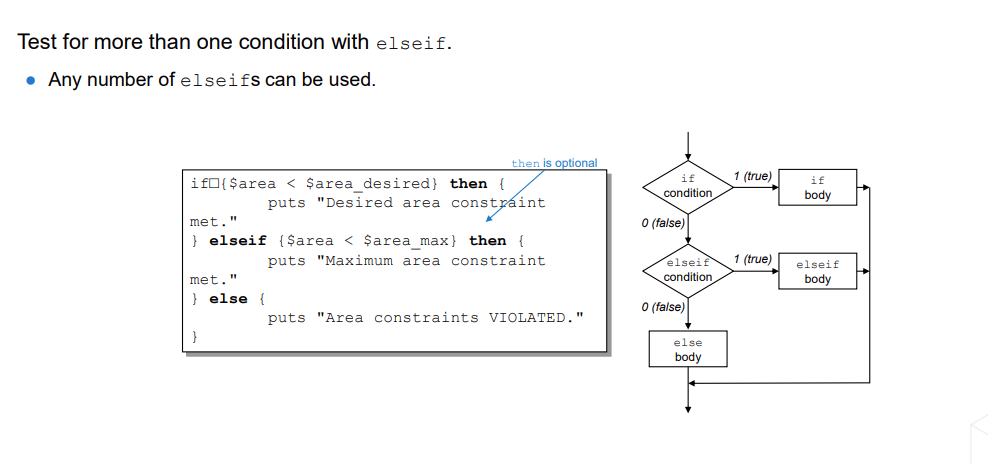 Test for more than one condition with elseif.
• Any number of elseifs can be used.
then is optional
if□{$area < $area_desired} then {
puts "Desired area constraint
met."
} elseif {$area < $area_max} then {
puts "Maximum area constraint
met."
} else {
puts "Area constraints VIOLATED."
}
if
condition
1 (true)
if
body
0 (false)
elseif
condition
1 (true)
elseif
body
0 (false)
else
body